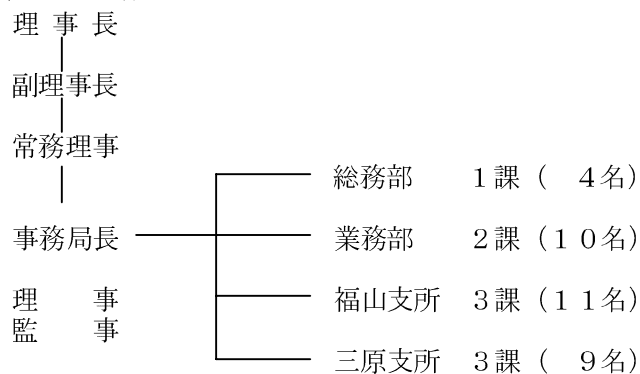 理 事 長
副理事長
常務理事
総務部　１課（　４名）
事務局長　業務部　２課（１０名）
理　　事　福山支所　３課（１１名）
監　　事
三原支所　３課（　９名）